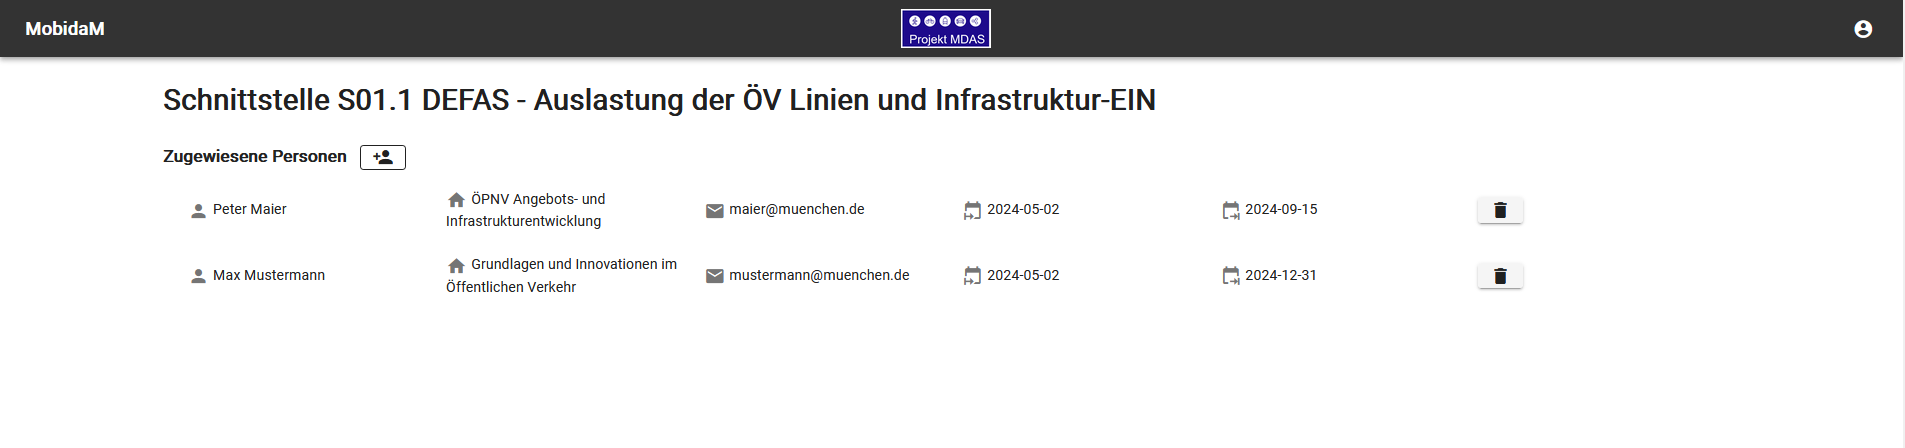 MobidaM
Projekt MDAS
Schnittstelle S01.1 DEFAS - Auslastung der ÖV Linien und Infrastruktur-EIN
Zugewiesene Personen
Peter Maier
ÖPNV Angebots- und
Infrastrukturentwicklung
maier@muenchen.de
2024-05-02
2024-09-15
Max Mustermann
Grundlagen und Innovationen im
Öffentlichen Verkehr
mustermann@muenchen.de
2024-05-02
2024-12-31